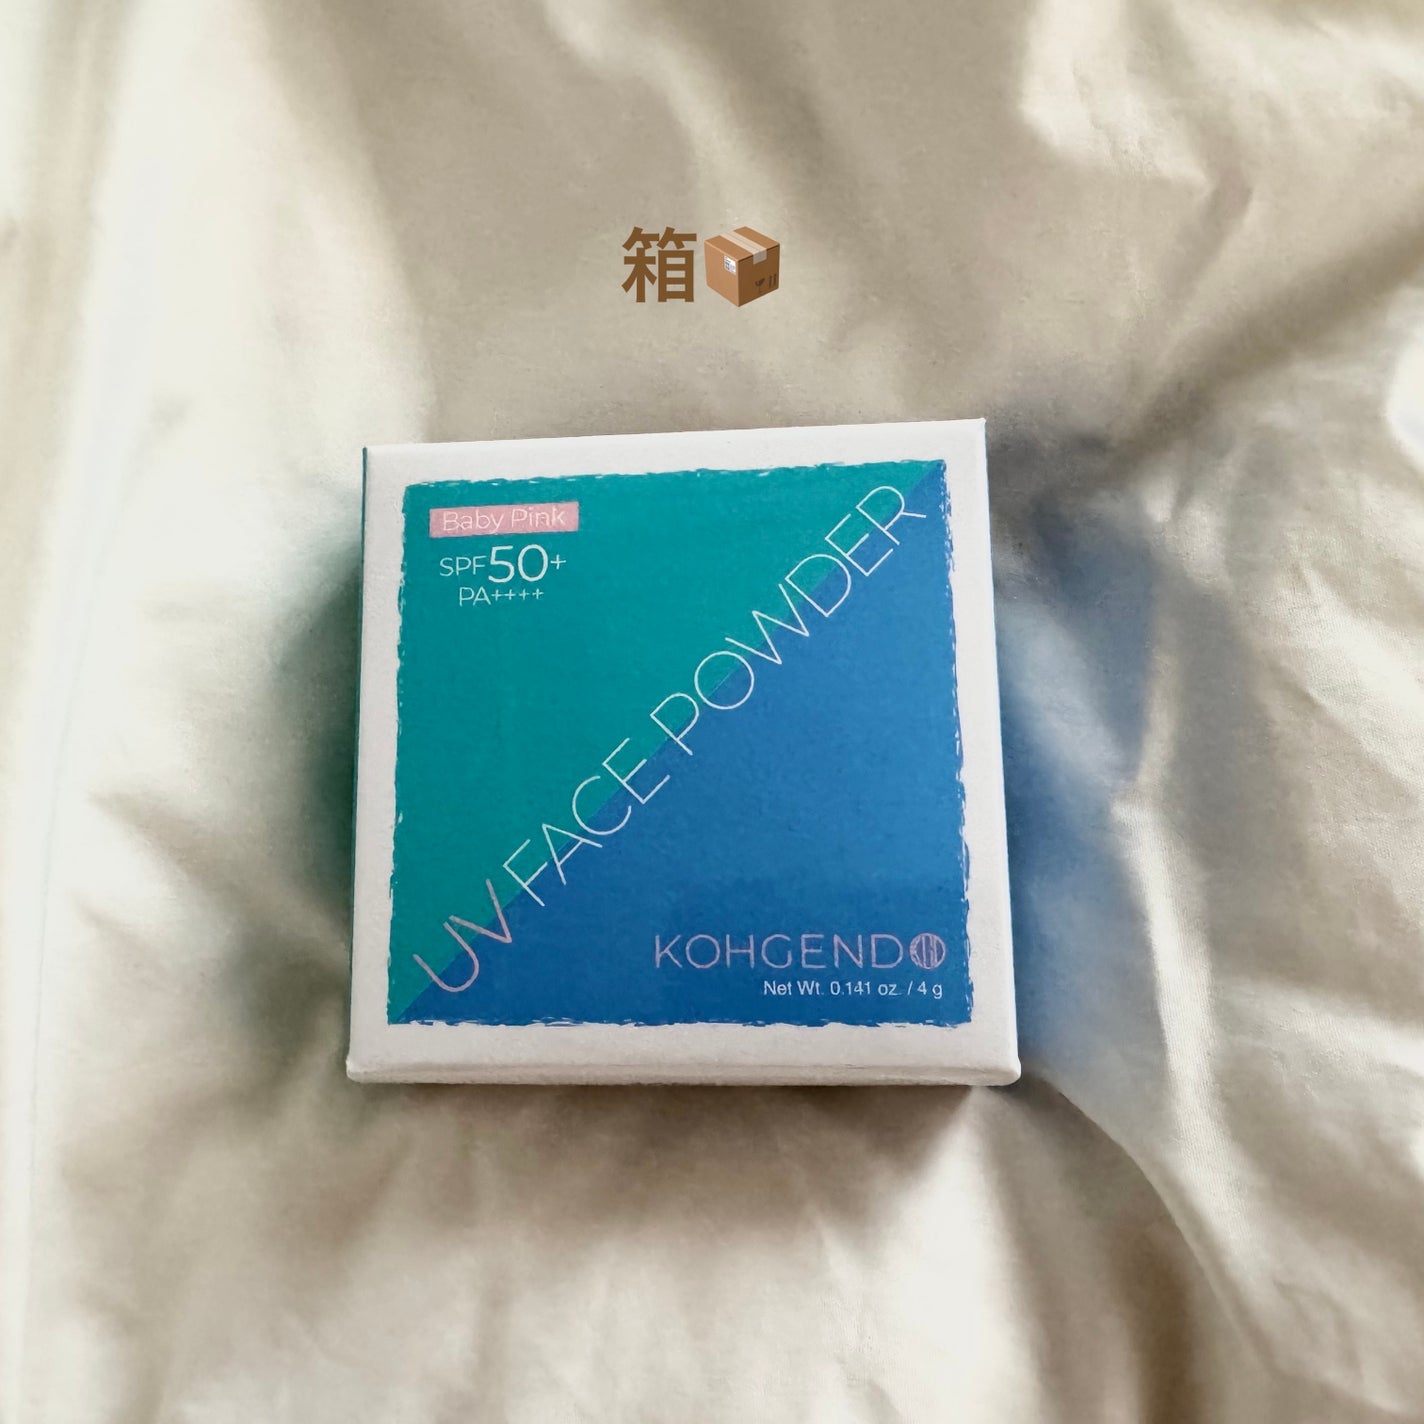 箱📦
Baby Pink
SPF50+
PA++++
UV FACE POWDER
KOHGENDO
Net Wt. 0.141 oz. / 4 g